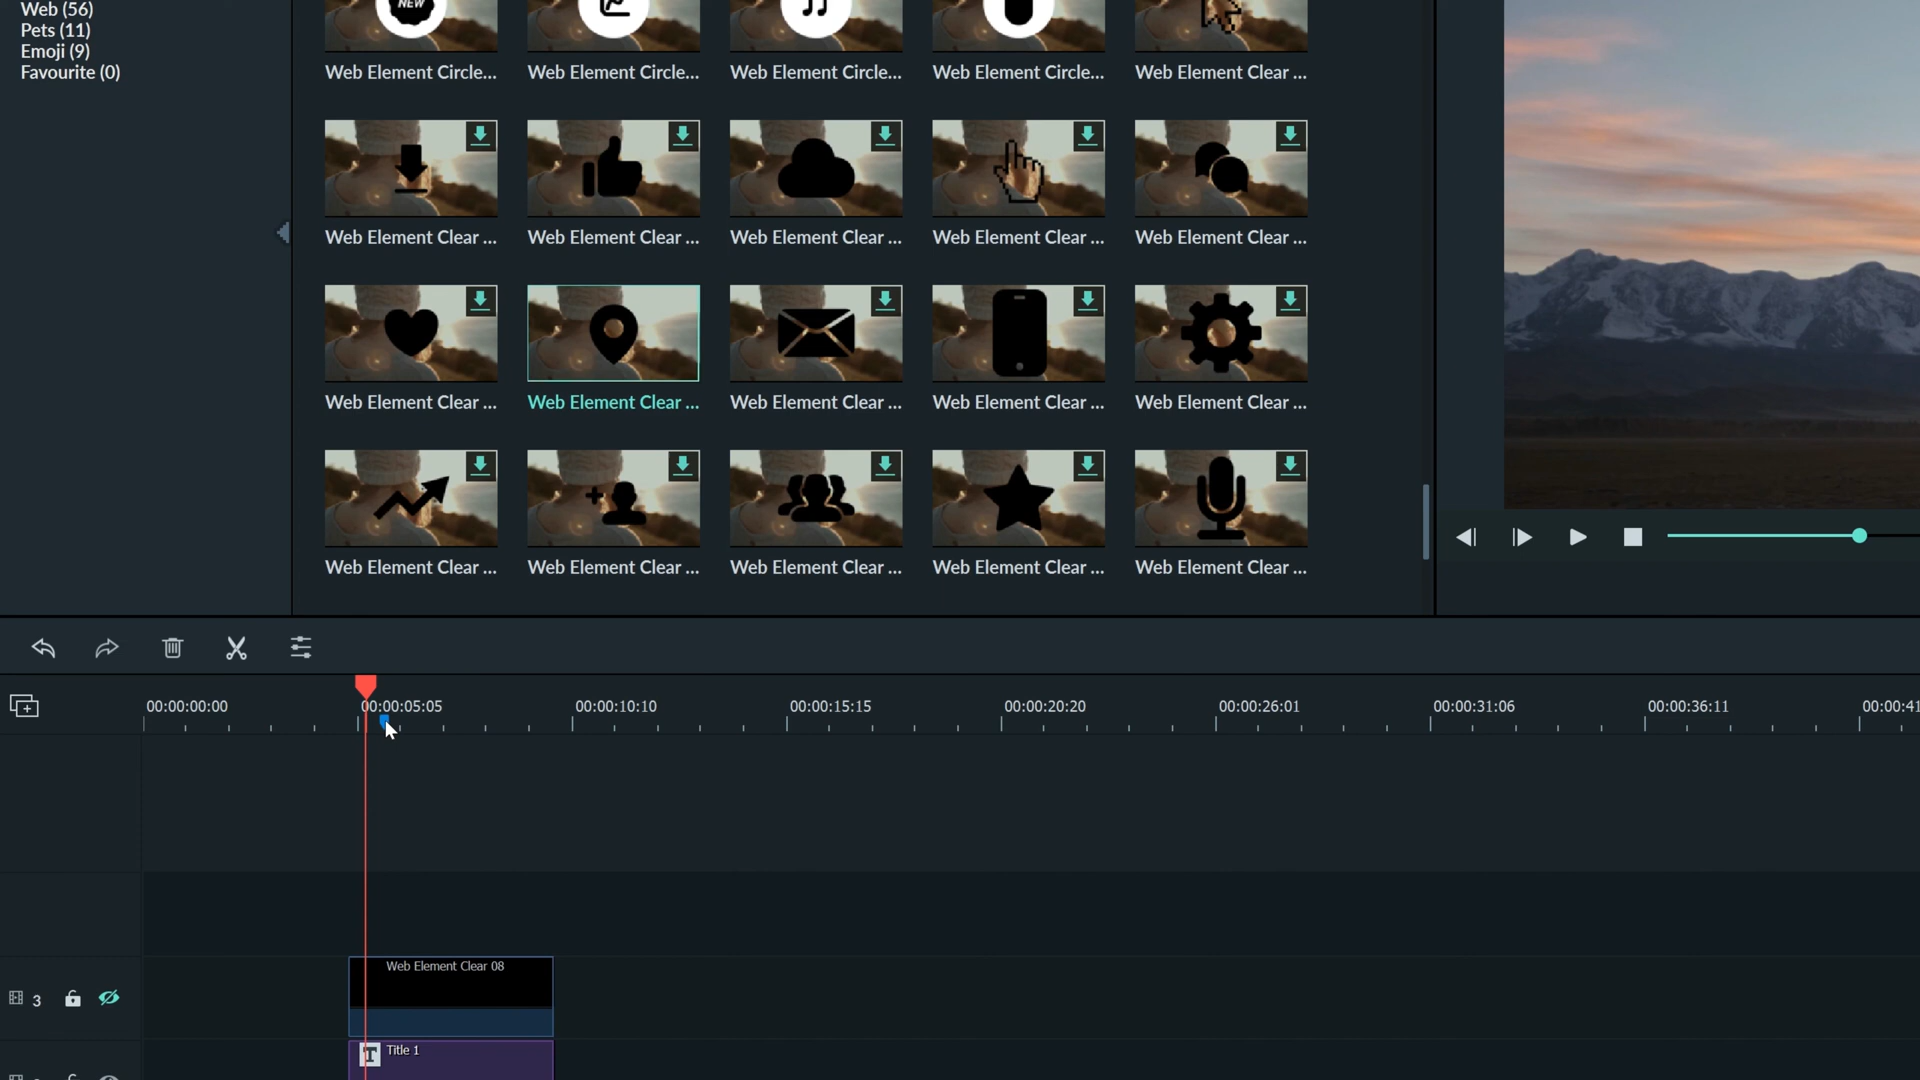 Web (56)
Pets (11)
Emoji (9)
Favourite (0)
NEW
Web Element Circle... Web Element Circle... Web Element Circle... Web Element Circle... Web Element Clear ...
Web Element Clear ... Web Element Clear ... Web Element Clear ... Web Element Clear ... Web Element Clear ...
Web Element Clear ... Web Element Clear ... Web Element Clear ... Web Element Clear ... Web Element Clear ...
Web Element Clear ... Web Element Clear ... Web Element Clear ... Web Element Clear ... Web Element Clear ...
00:00:00:00 00:00:05:05 00:00:10:10 00:00:15:15 00:00:20:20 00:00:26:01 00:00:31:06 00:00:36:11 00:00:41
Web Element Clear 08
3
T Title 1